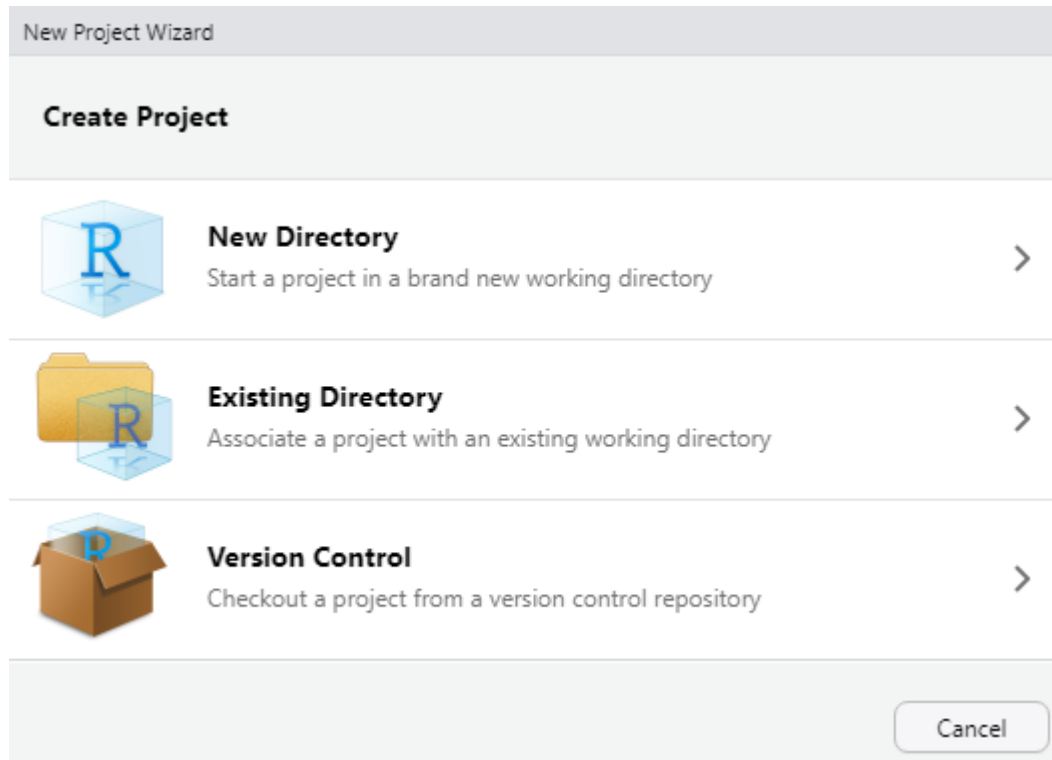 New Project Wizard
Create Project
R
New Directory
Start a project in a brand new working directory
R
Existing Directory
Associate a project with an existing working directory
R
Version Control
Checkout a project from a version control repository
Cancel